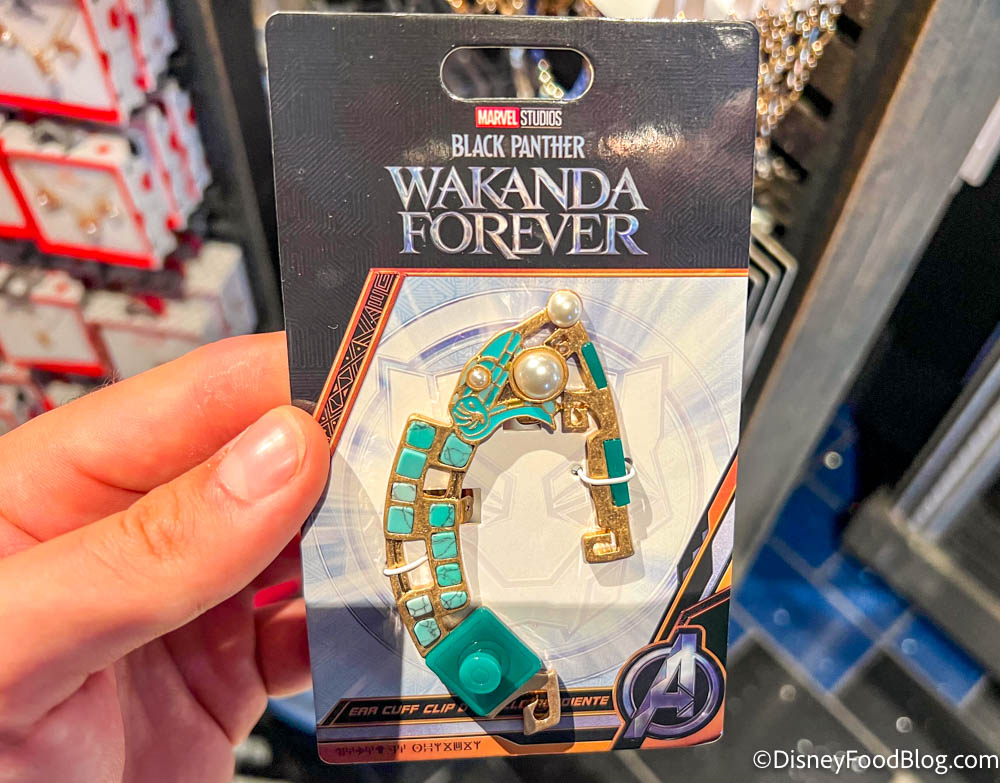 MARVEL STUDIOS
BLACK PANTHER
WAKANDA
FOREVER
EAR CUFF CLIP
©DisneyFoodBlog.com